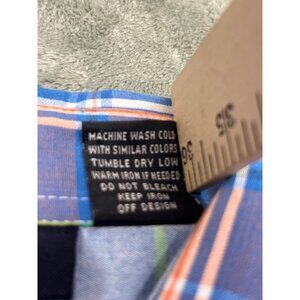 MACHINE WASH COLD
WITH SIMILAR COLORS
TUMBLE DRY LOW
WARM IRON IF NEEDED
DO NOT BLEACH
KEEP IRON
OFF DESIGN
35
36